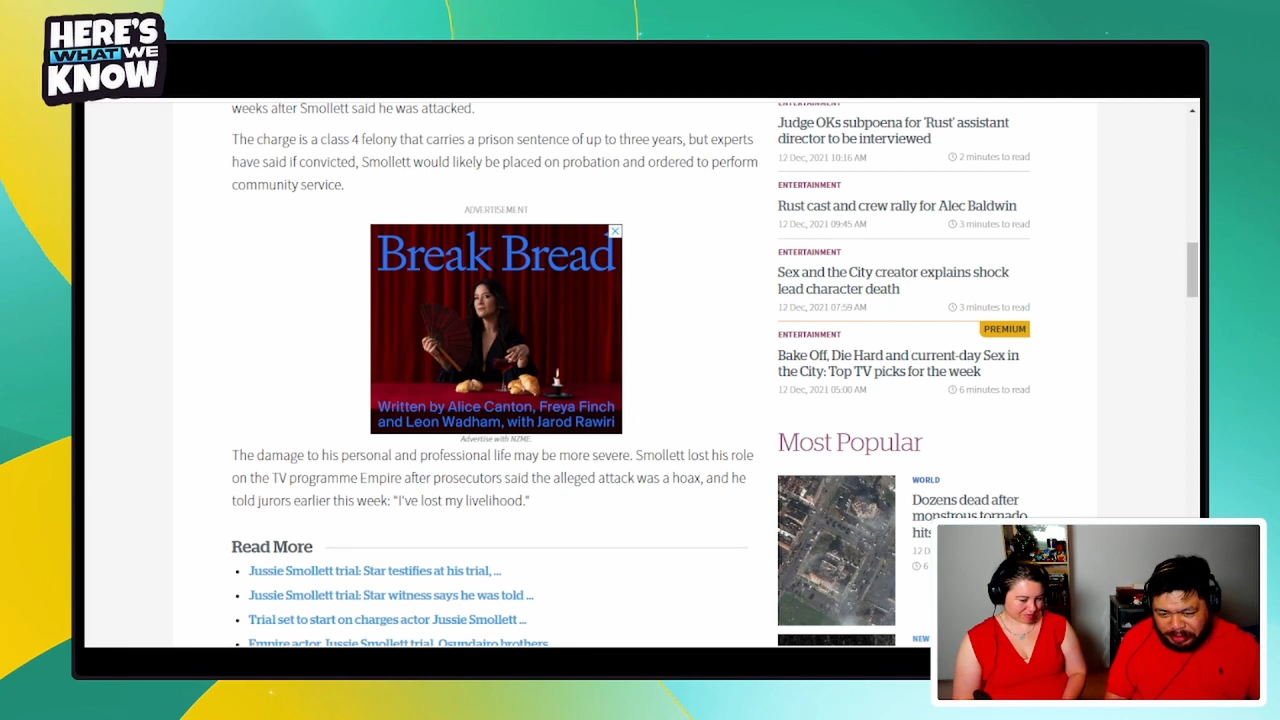 HERE'S
WHAT WE
KNOW
weeks after Smollett said he was attacked.
The charge is a class 4 felony that carries a prison sentence of up to three years, but experts
have said if convicted, Smollett would likely be placed on probation and ordered to perform
community service.
ADVERTISEMENT
Break Bread
Written by Alice Canton, Freya Finch
and Leon Wadham, with Jarod Rawiri
Advertise with NZME.
The damage to his personal and professional life may be more severe. Smollett lost his role
on the TV programme Empire after prosecutors said the alleged attack was a hoax, and he
told jurors earlier this week: "I've lost my livelihood."
Read More
Jussie Smollett trial: Star testifies at his trial, ...
Jussie Smollett trial: Star witness says he was told ...
Trial set to start on charges actor Jussie Smollett ...
Empire actor Jussie Smollett trial, Osundairo brothers
ENTERTAINMENT
Judge OKs subpoena for 'Rust' assistant
director to be interviewed
12 Dec, 2021 10:16 AM
2 minutes to read
ENTERTAINMENT
Rust cast and crew rally for Alec Baldwin
12 Dec, 2021 09:45 AM
3 minutes to read
ENTERTAINMENT
Sex and the City creator explains shock
lead character death
12 Dec, 2021 07:59 AM
3 minutes to read
PREMIUM
ENTERTAINMENT
Bake Off, Die Hard and current-day Sex in
the City: Top TV picks for the week
12 Dec, 2021 05:00 AM
6 minutes to read
Most Popular
WORLD
Dozens dead after
monstrous tornado
hits
12 D
6
NEW